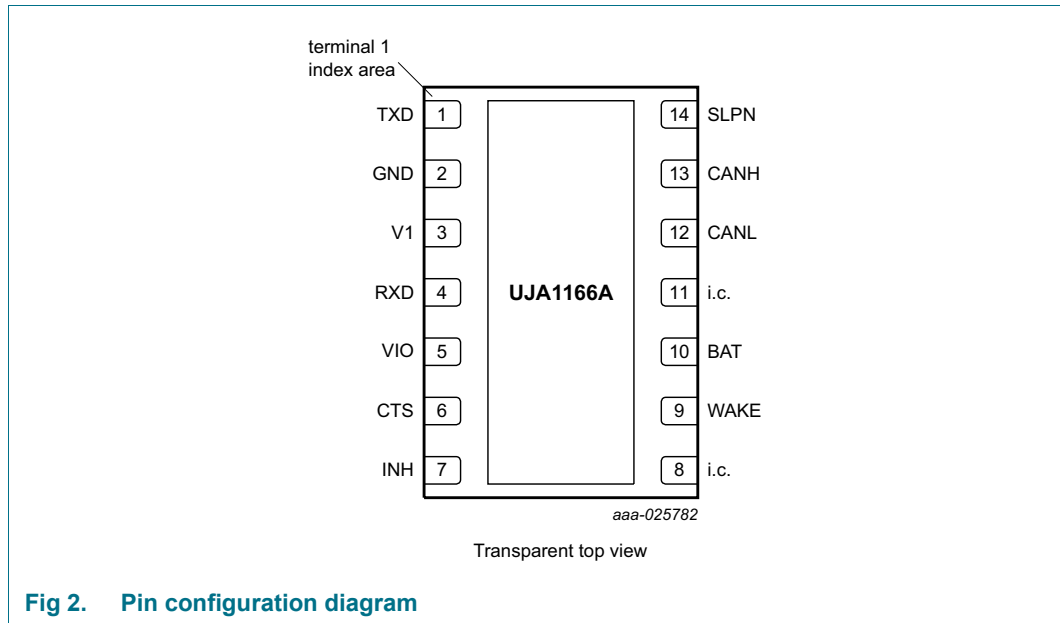 terminal 1
index area
TXD 1 14 SLPN
GND 2 13 CANH
V1 3 12 CANL
RXD 4 UJA1166A 11 i.c.
VIO 5 10 BAT
CTS 6 9 WAKE
INH 7 8 i.c.
aaa-025782
Transparent top view
Fig 2. Pin configuration diagram